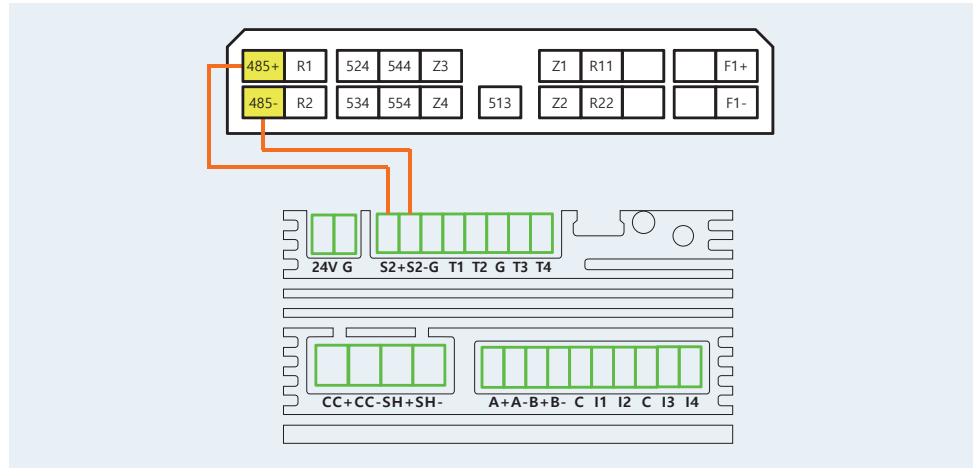 485+ R1 524 544 Z3 Z1 R11 F1+
485- R2 534 554 Z4 513 Z2 R22 F1-
24V G S2+S2-G T1 T2 G T3 T4
CC+CC-SH+SH- A+A-B+B- C I1 I2 C I3 I4